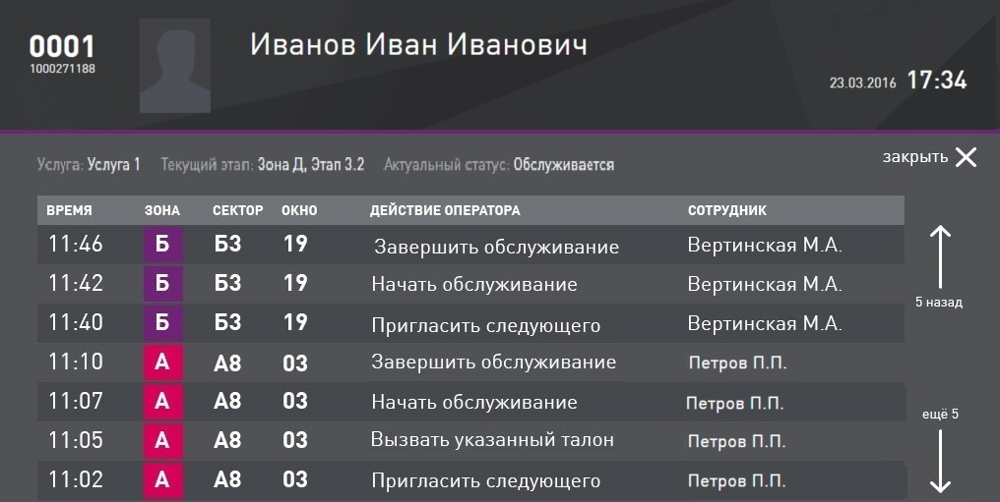 0001
1000271188
Иванов Иван Иванович
23.03.2016 17:34
Услуга: Услуга 1 Текущий этап: Зона Д, Этап 3.2 Актуальный статус: Обслуживается
закрыть
ВРЕМЯ ЗОНА СЕКТОР ОКНО ДЕЙСТВИЕ ОПЕРАТОРА СОТРУДНИК
11:46 Б Б3 19 Завершить обслуживание Вертинская М.А.
11:42 Б Б3 19 Начать обслуживание Вертинская М.А.
5 назад
11:40 Б Б3 19 Пригласить следующего Вертинская М.А.
11:10 А А8 03 Завершить обслуживание Петров П.П.
11:07 А А8 03 Начать обслуживание Петров П.П.
ещё 5
11:05 А А8 03 Вызвать указанный талон Петров П.П.
11:02 А А8 03 Пригласить следующего Петров П.П.